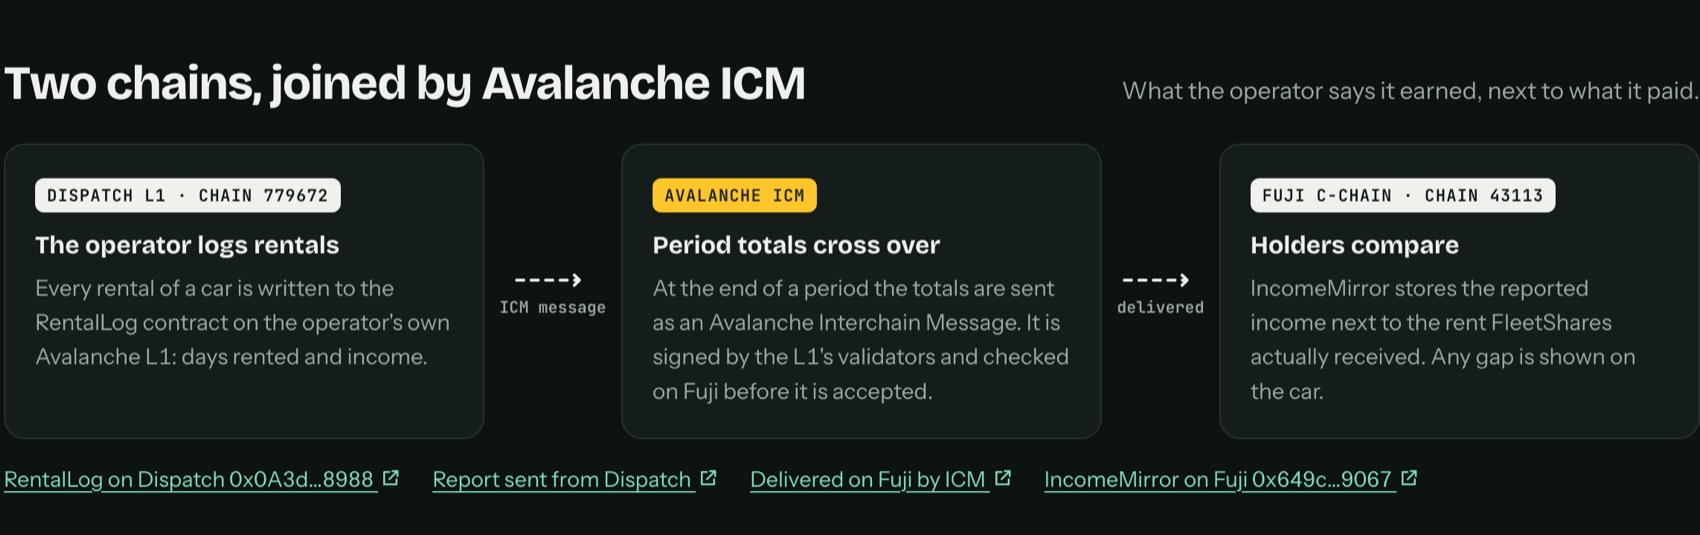 Two chains, joined by Avalanche ICM
What the operator says it earned, next to what it paid.
DISPATCH L1 · CHAIN 779672
The operator logs rentals
Every rental of a car is written to the
RentalLog contract on the operator's own
Avalanche L1: days rented and income.
ICM message
AVALANCHE ICM
Period totals cross over
At the end of a period the totals are sent
as an Avalanche Interchain Message. It is
signed by the L1's validators and checked
on Fuji before it is accepted.
delivered
FUJI C-CHAIN · CHAIN 43113
Holders compare
IncomeMirror stores the reported
income next to the rent FleetShares
actually received. Any gap is shown on
the car.
RentalLog on Dispatch 0x0A3d...8988
Report sent from Dispatch
Delivered on Fuji by ICM
IncomeMirror on Fuji 0x649c...9067